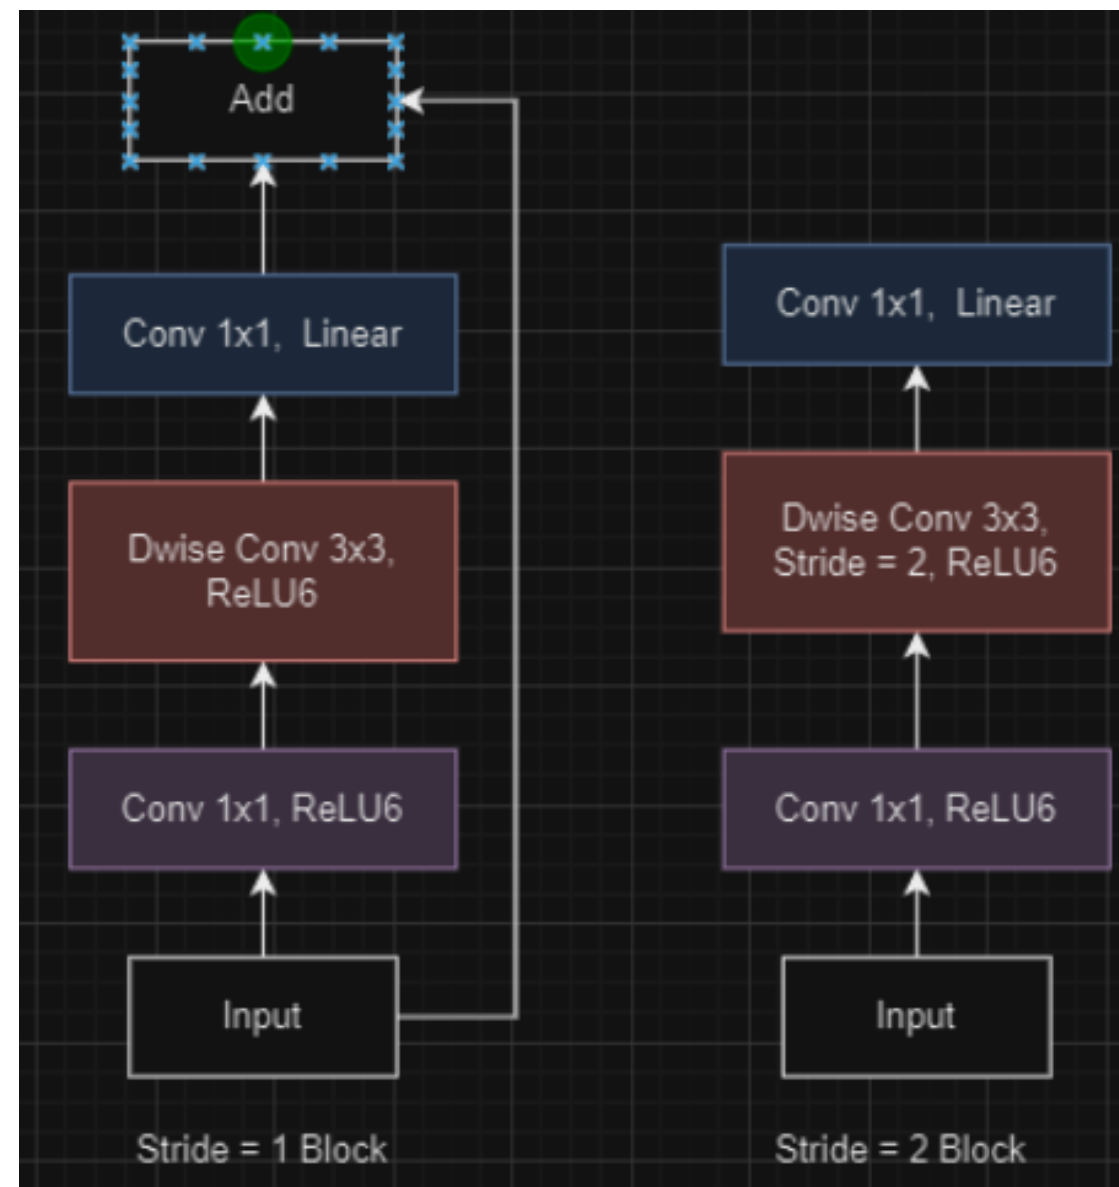 Add
Conv 1x1,  Linear
Dwise Conv 3x3,
ReLU6
Conv 1x1, ReLU6
Input
Stride = 1 Block
Conv 1x1,  Linear
Dwise Conv 3x3,
Stride = 2, ReLU6
Conv 1x1, ReLU6
Input
Stride = 2 Block